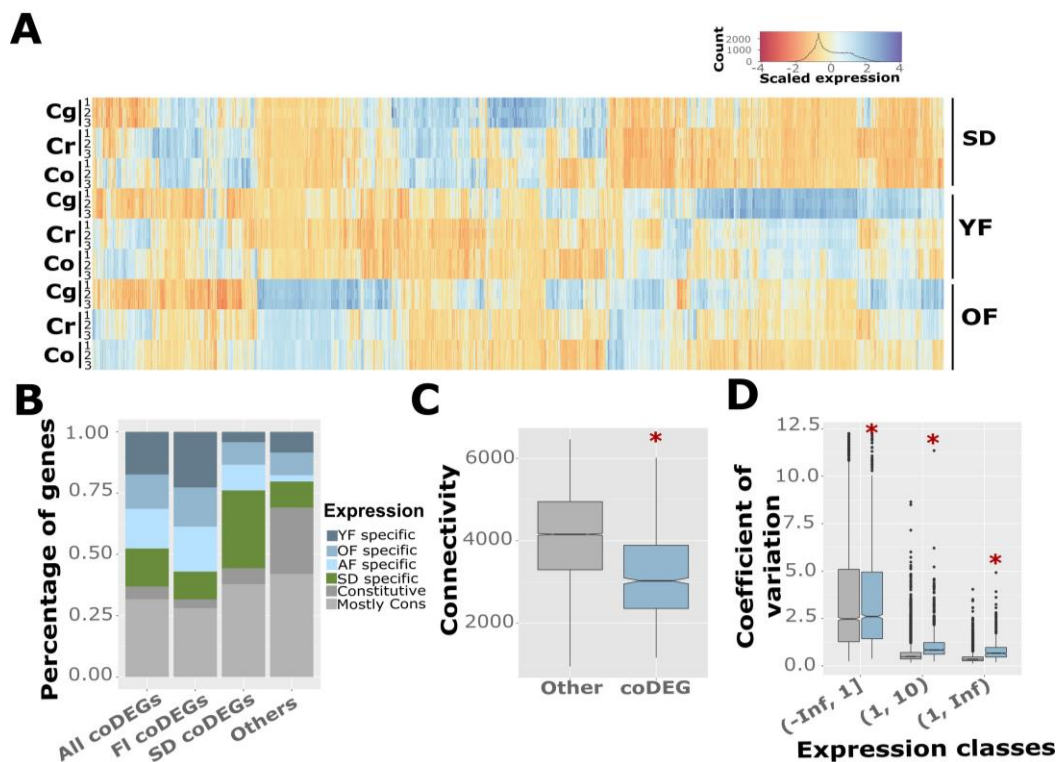 A
Count
2000
1000
0
-4 -2 0 2 4
Scaled expression
Cg 1 2 3
Cr 1 2 3
Co 1 2 3
SD
Cg 1 2 3
Cr 1 2 3
Co 1 2 3
YF
Cg 1 2 3
Cr 1 2 3
Co 1 2 3
OF
B
Percentage of genes
1.00
0.75
0.50
0.25
0.00
All coDEGs
FI coDEGs
SD coDEGs
Others
Expression
YF specific
OF specific
AF specific
SD specific
Constitutive
Mostly Cons
C
Connectivity
6000
4000
2000
*
Other coDEG
D
Coefficient of
variation
12.5
10.0
7.5
5.0
2.5
0.0
* * *
(-Inf, 1]
(1, 10)
(1, Inf)
Expression classes